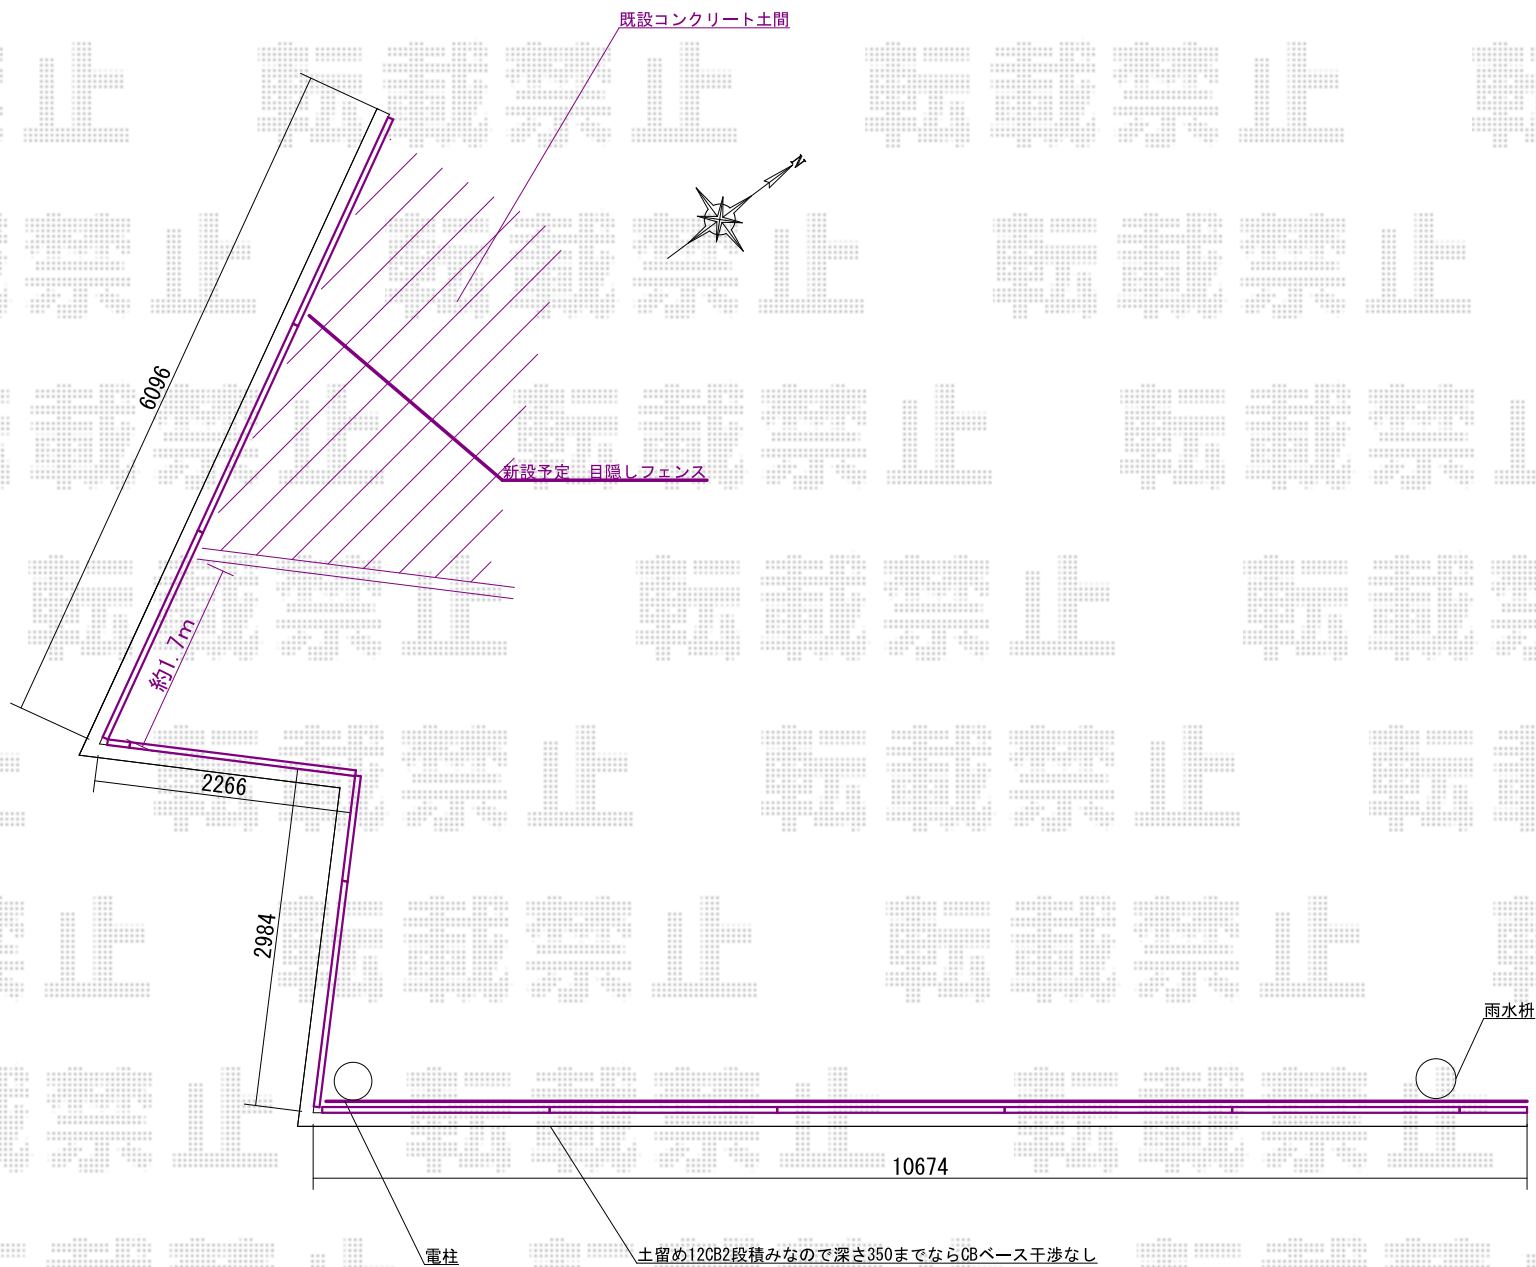 既設コンクリート土間
N
6096
新設予定　目隠しフェンス
約1.7m
2266
2984
雨水枡
10674
電柱
土留め12CB2段積みなので深さ350までならCBベース干渉なし
転載禁止